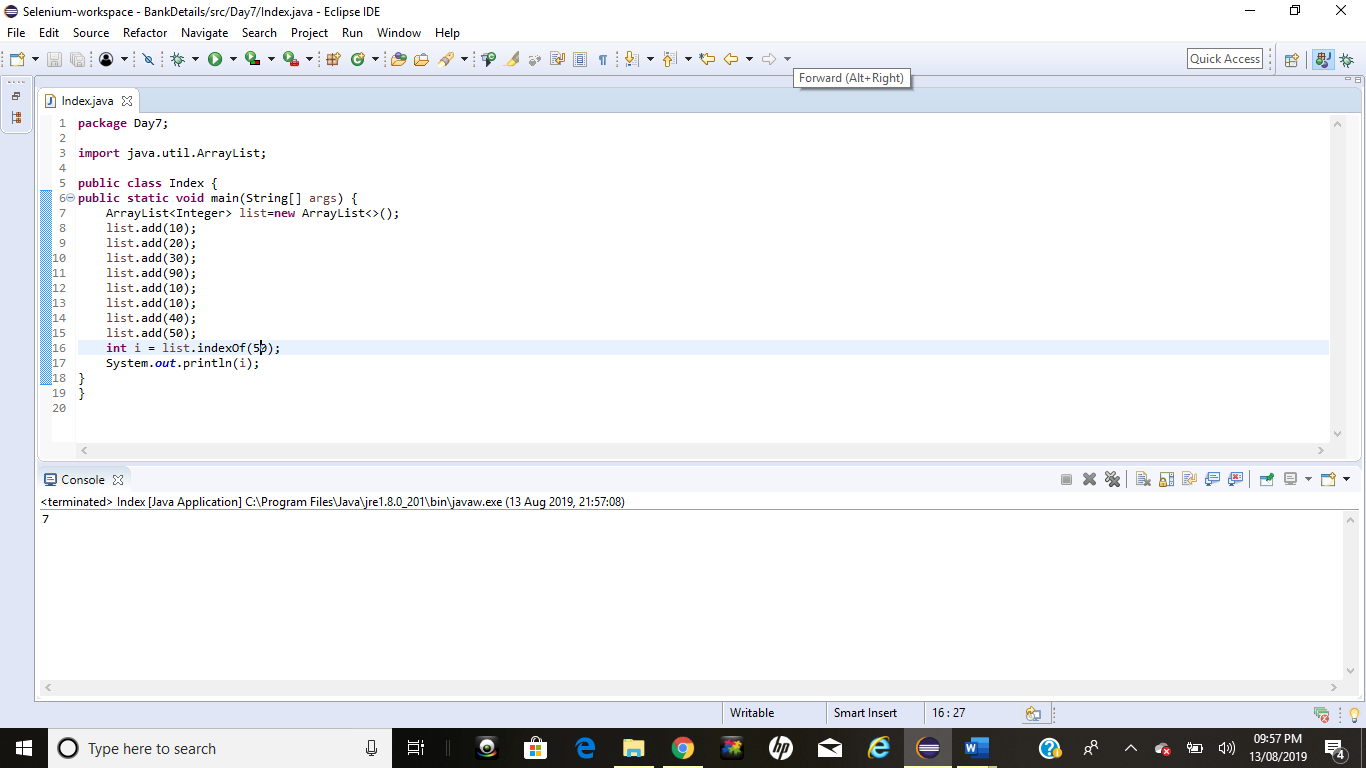 Selenium-workspace - BankDetails/src/Day7/Index.java - Eclipse IDE
File Edit Source Refactor Navigate Search Project Run Window Help
Quick Access
Forward (Alt+Right)
Index.java
1 package Day7;
2
3 import java.util.ArrayList;
4
5 public class Index {
6 public static void main(String[] args) {
7 ArrayList<Integer> list=new ArrayList<>();
8 list.add(10);
9 list.add(20);
10 list.add(30);
11 list.add(90);
12 list.add(10);
13 list.add(10);
14 list.add(40);
15 list.add(50);
16 int i = list.indexOf(50);
17 System.out.println(i);
18 }
19 }
20
Console
<terminated> Index [Java Application] C:\Program Files\Java\jre1.8.0_201\bin\javaw.exe (13 Aug 2019, 21:57:08)
7
Writable Smart Insert 16 : 27
Type here to search
09:57 PM
13/08/2019
4